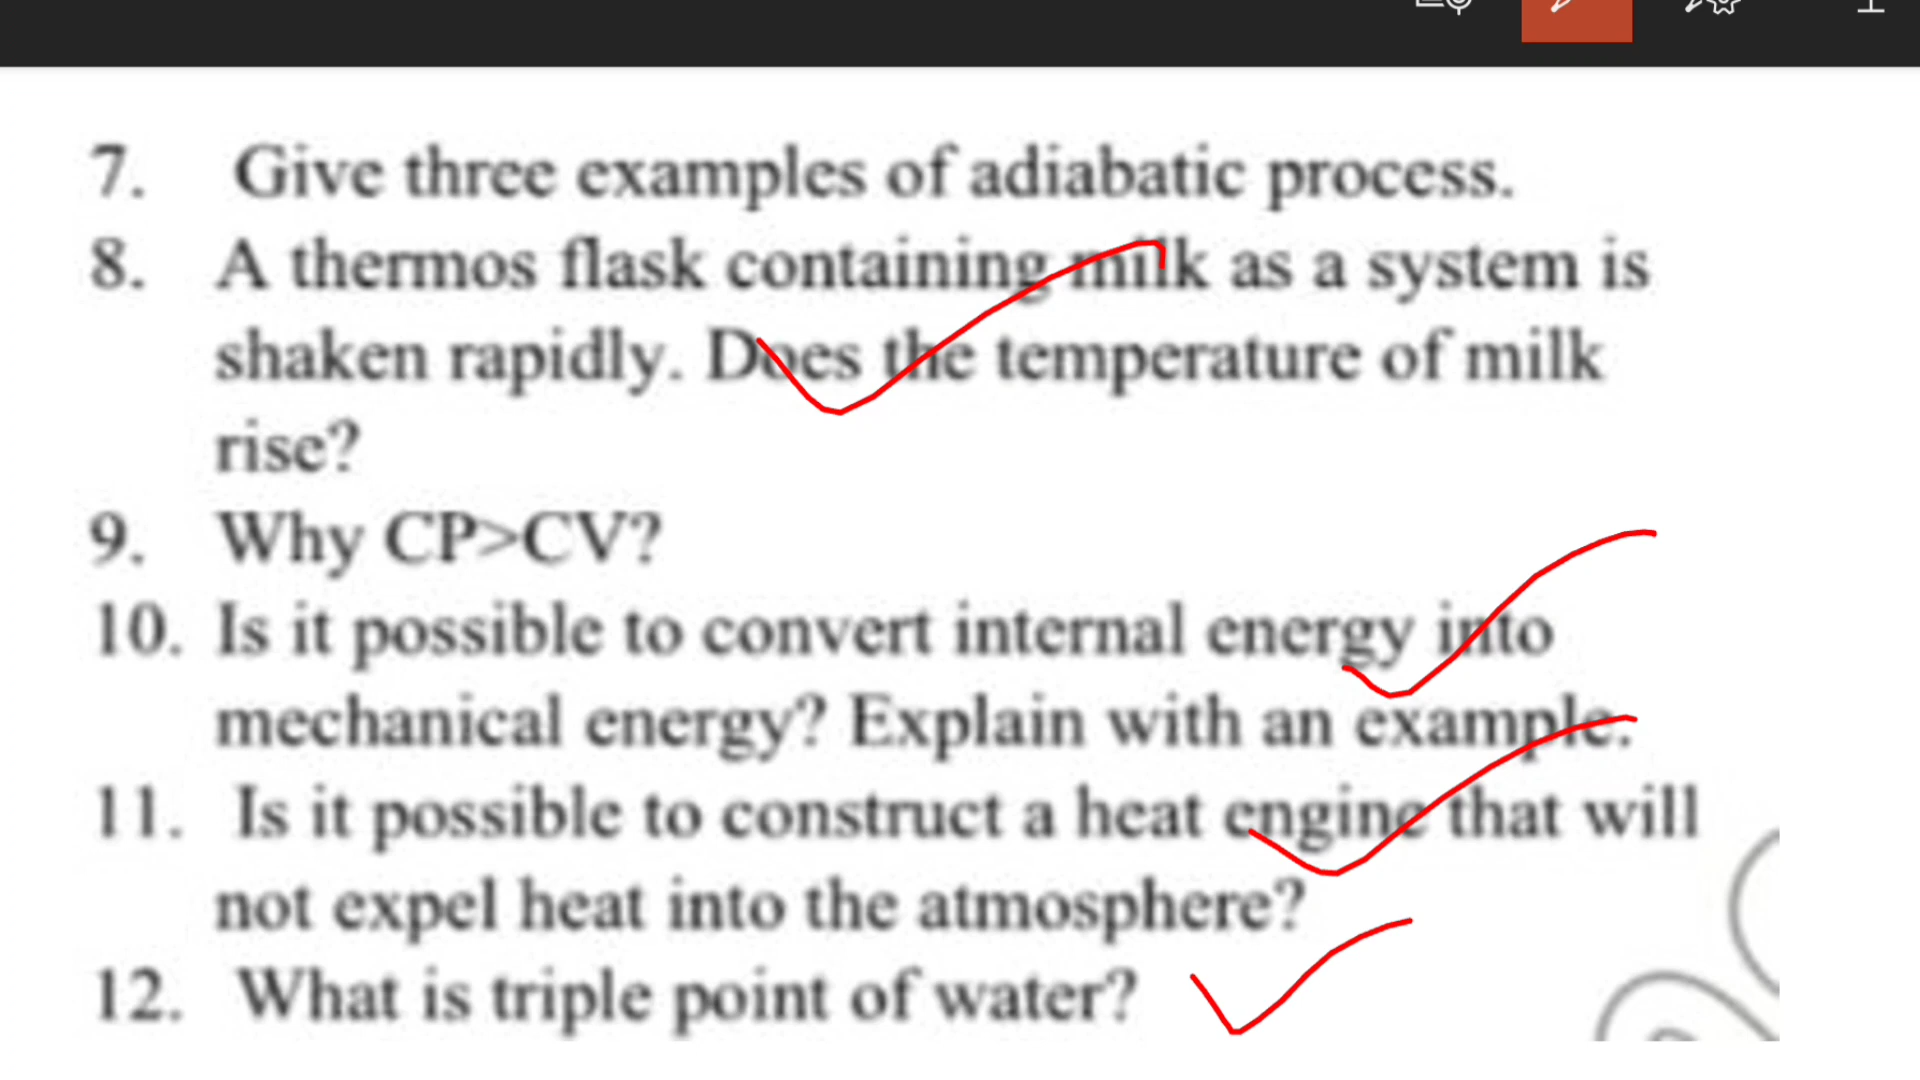 7. Give three examples of adiabatic process.
8. A thermos flask containing milk as a system is
shaken rapidly. Does the temperature of milk
rise?
9. Why CP>CV?
10. Is it possible to convert internal energy into
mechanical energy? Explain with an example.
11. Is it possible to construct a heat engine that will
not expel heat into the atmosphere?
12. What is triple point of water?